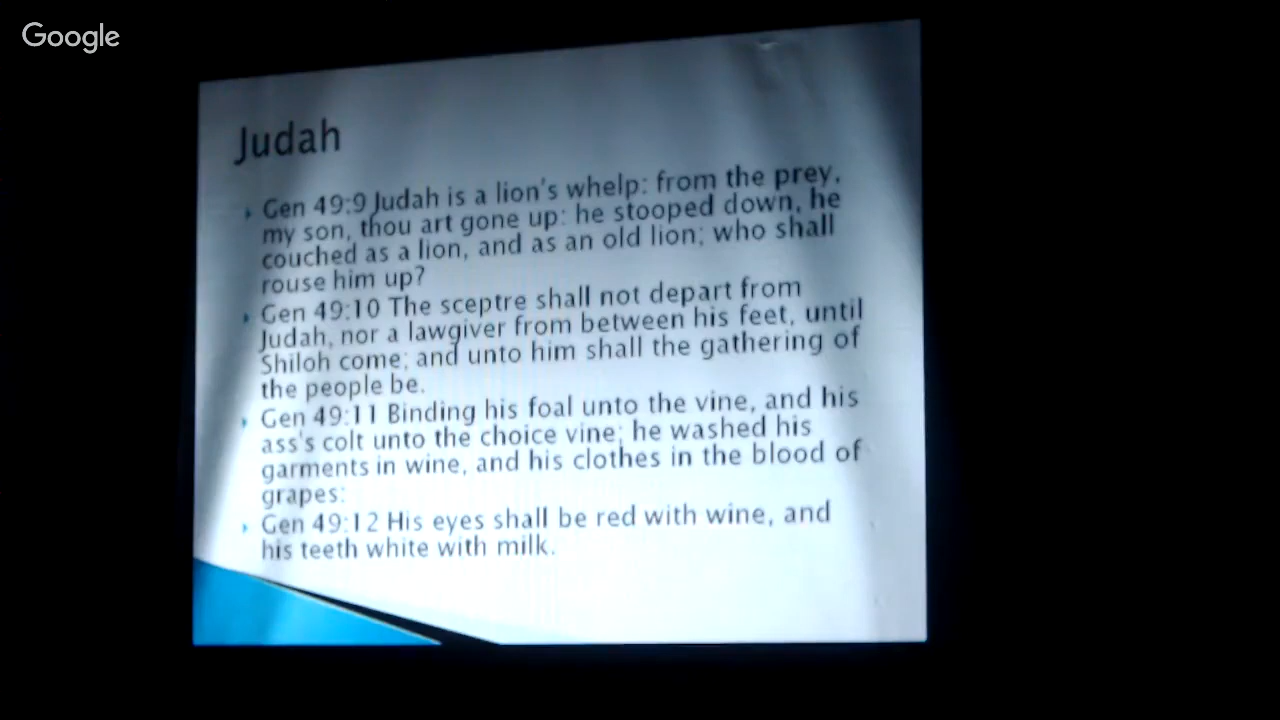 Google
Judah
Gen 49:9 Judah is a lion's whelp: from the prey,
my son, thou art gone up: he stooped down, he
couched as a lion, and as an old lion; who shall
rouse him up?
Gen 49:10 The sceptre shall not depart from
Judah, nor a lawgiver from between his feet, until
Shiloh come; and unto him shall the gathering of
the people be.
Gen 49:11 Binding his foal unto the vine, and his
ass's colt unto the choice vine; he washed his
garments in wine, and his clothes in the blood of
grapes:
Gen 49:12 His eyes shall be red with wine, and
his teeth white with milk.